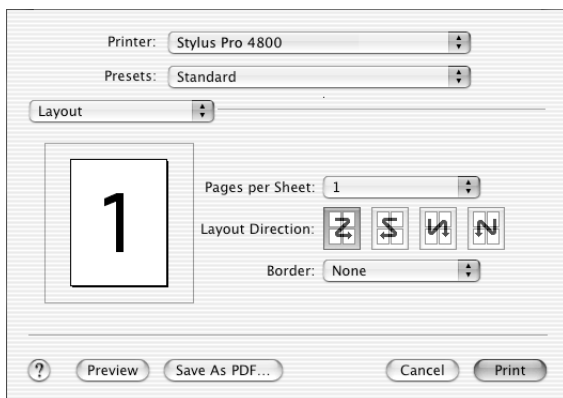 Printer: Stylus Pro 4800
Presets: Standard
Layout
1
Pages per Sheet: 1
Layout Direction:
Border: None
? Preview Save As PDF... Cancel Print